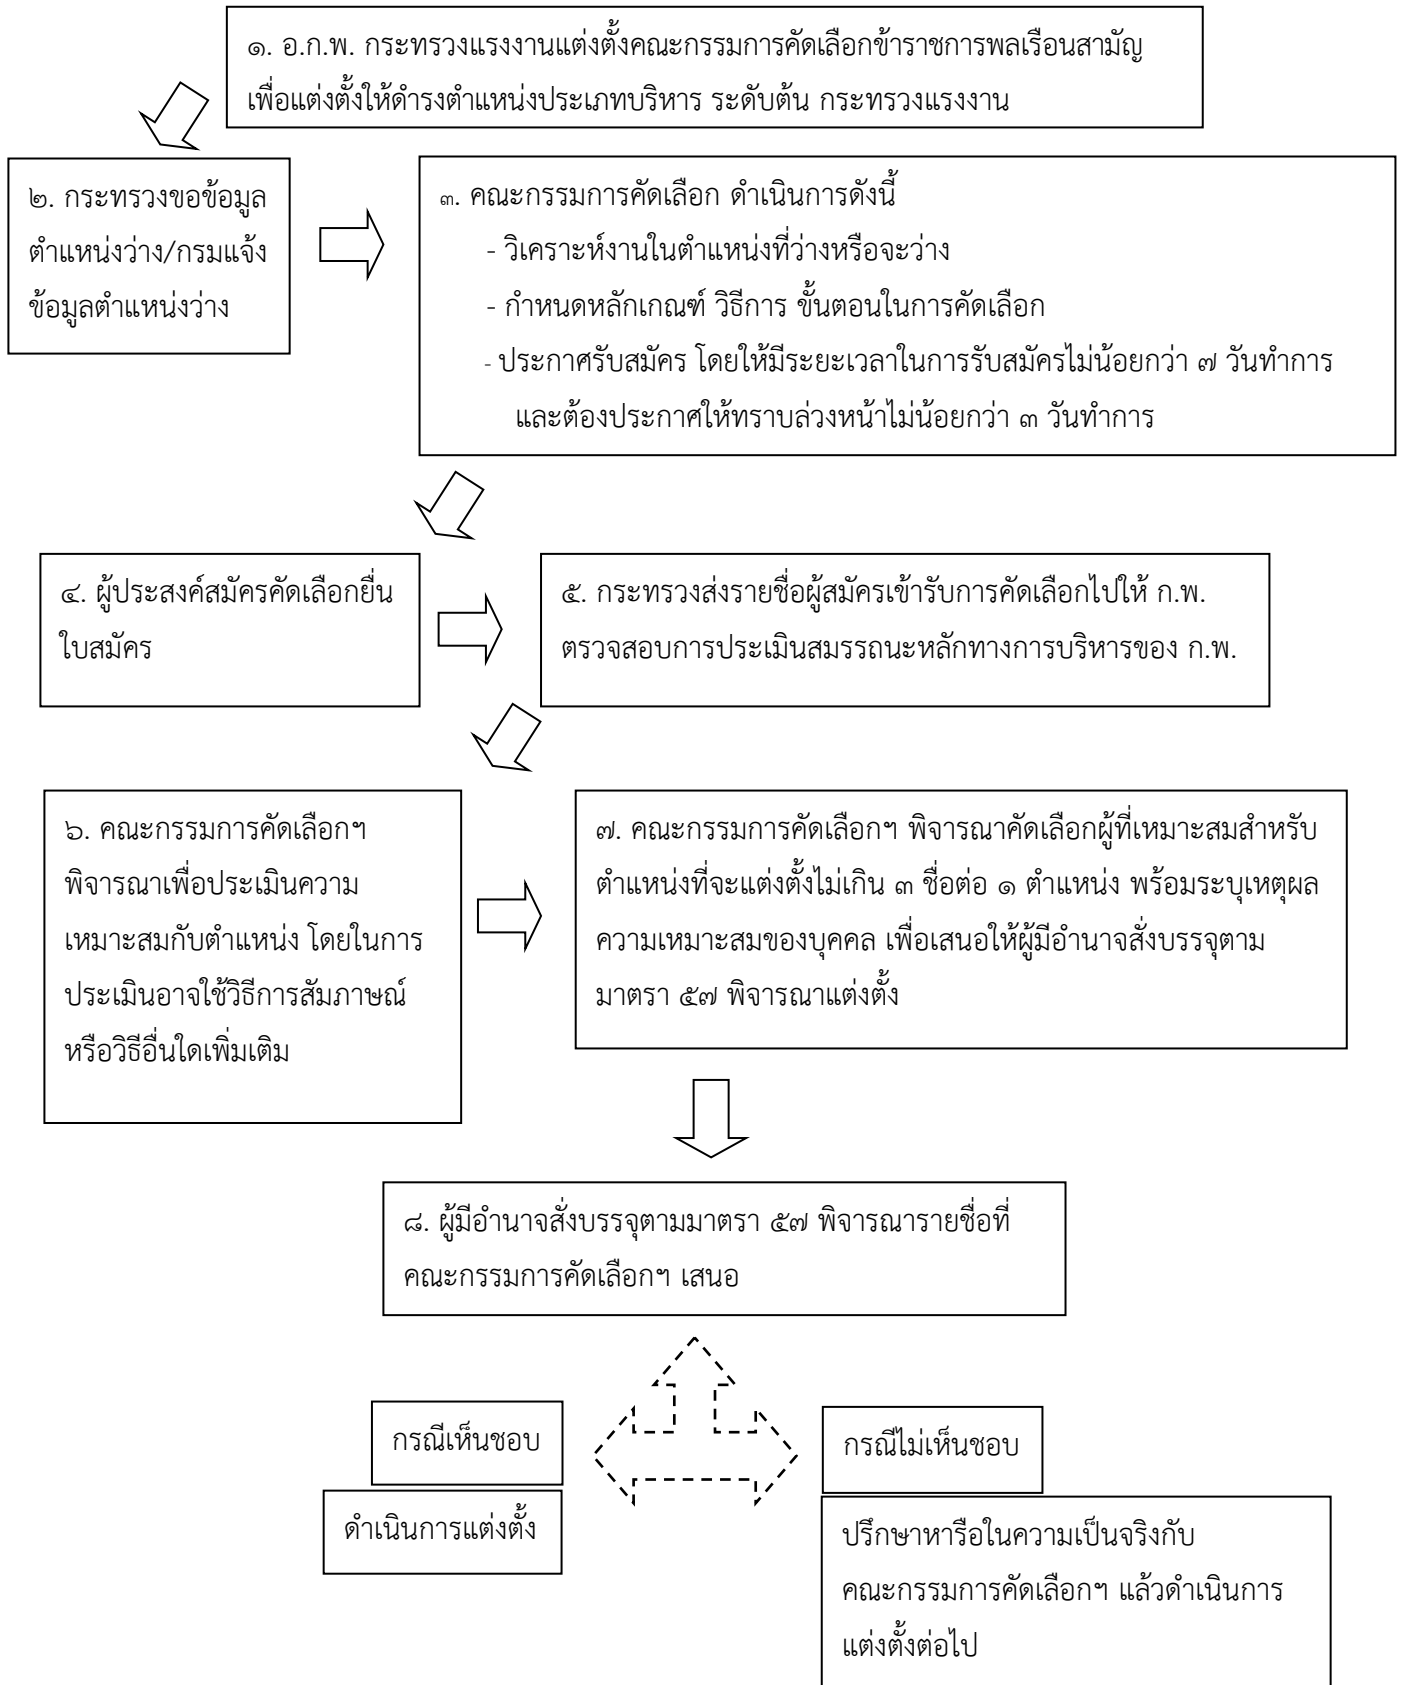 ๑. อ.ก.พ. กระทรวงแรงงานแต่งตั้งคณะกรรมการคัดเลือกข้าราชการพลเรือนสามัญ
เพื่อแต่งตั้งให้ดำรงตำแหน่งประเภทบริหาร ระดับต้น กระทรวงแรงงาน
๒. กระทรวงขอข้อมูล
ตำแหน่งว่าง/กรมแจ้ง
ข้อมูลตำแหน่งว่าง
๓. คณะกรรมการคัดเลือก ดำเนินการดังนี้
- วิเคราะห์งานในตำแหน่งที่ว่างหรือจะว่าง
- กำหนดหลักเกณฑ์ วิธีการ ขั้นตอนในการคัดเลือก
- ประกาศรับสมัคร โดยให้มีระยะเวลาในการรับสมัครไม่น้อยกว่า ๗ วันทำการ
และต้องประกาศให้ทราบล่วงหน้าไม่น้อยกว่า ๓ วันทำการ
๔. ผู้ประสงค์สมัครคัดเลือกยื่น
ใบสมัคร
๕. กระทรวงส่งรายชื่อผู้สมัครเข้ารับการคัดเลือกไปให้ ก.พ.
ตรวจสอบการประเมินสมรรถนะหลักทางการบริหารของ ก.พ.
๖. คณะกรรมการคัดเลือกฯ
พิจารณาเพื่อประเมินความ
เหมาะสมกับตำแหน่ง โดยในการ
ประเมินอาจใช้วิธีการสัมภาษณ์
หรือวิธีอื่นใดเพิ่มเติม
๗. คณะกรรมการคัดเลือกฯ พิจารณาคัดเลือกผู้ที่เหมาะสมสำหรับ
ตำแหน่งที่จะแต่งตั้งไม่เกิน ๓ ชื่อต่อ ๑ ตำแหน่ง พร้อมระบุเหตุผล
ความเหมาะสมของบุคคล เพื่อเสนอให้ผู้มีอำนาจสั่งบรรจุตาม
มาตรา ๕๗ พิจารณาแต่งตั้ง
๘. ผู้มีอำนาจสั่งบรรจุตามมาตรา ๕๗ พิจารณารายชื่อที่
คณะกรรมการคัดเลือกฯ เสนอ
กรณีเห็นชอบ
ดำเนินการแต่งตั้ง
กรณีไม่เห็นชอบ
ปรึกษาหารือในความเป็นจริงกับ
คณะกรรมการคัดเลือกฯ แล้วดำเนินการ
แต่งตั้งต่อไป